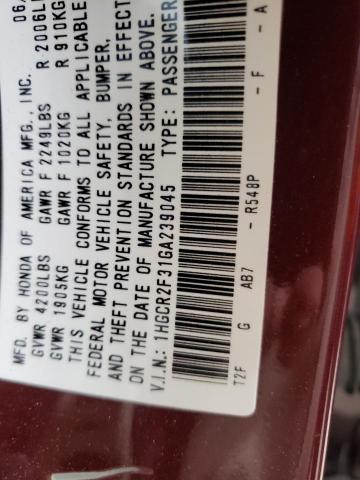 MFD. BY HONDA OF AMERICA MFG., INC. 06/
GVWR 4200LBS GAWR F 2249LBS R 2006L
GVWR 1905KG GAWR F 1020KG R 910KG
THIS VEHICLE CONFORMS TO ALL APPLICABLE
FEDERAL MOTOR VEHICLE SAFETY, BUMPER,
AND THEFT PREVENTION STANDARDS IN EFFECT
ON THE DATE OF MANUFACTURE SHOWN ABOVE.
V.I.N.: 1HGCR2F31GA239045 TYPE: PASSENGER
T2F G AB7 - R548P - F - A